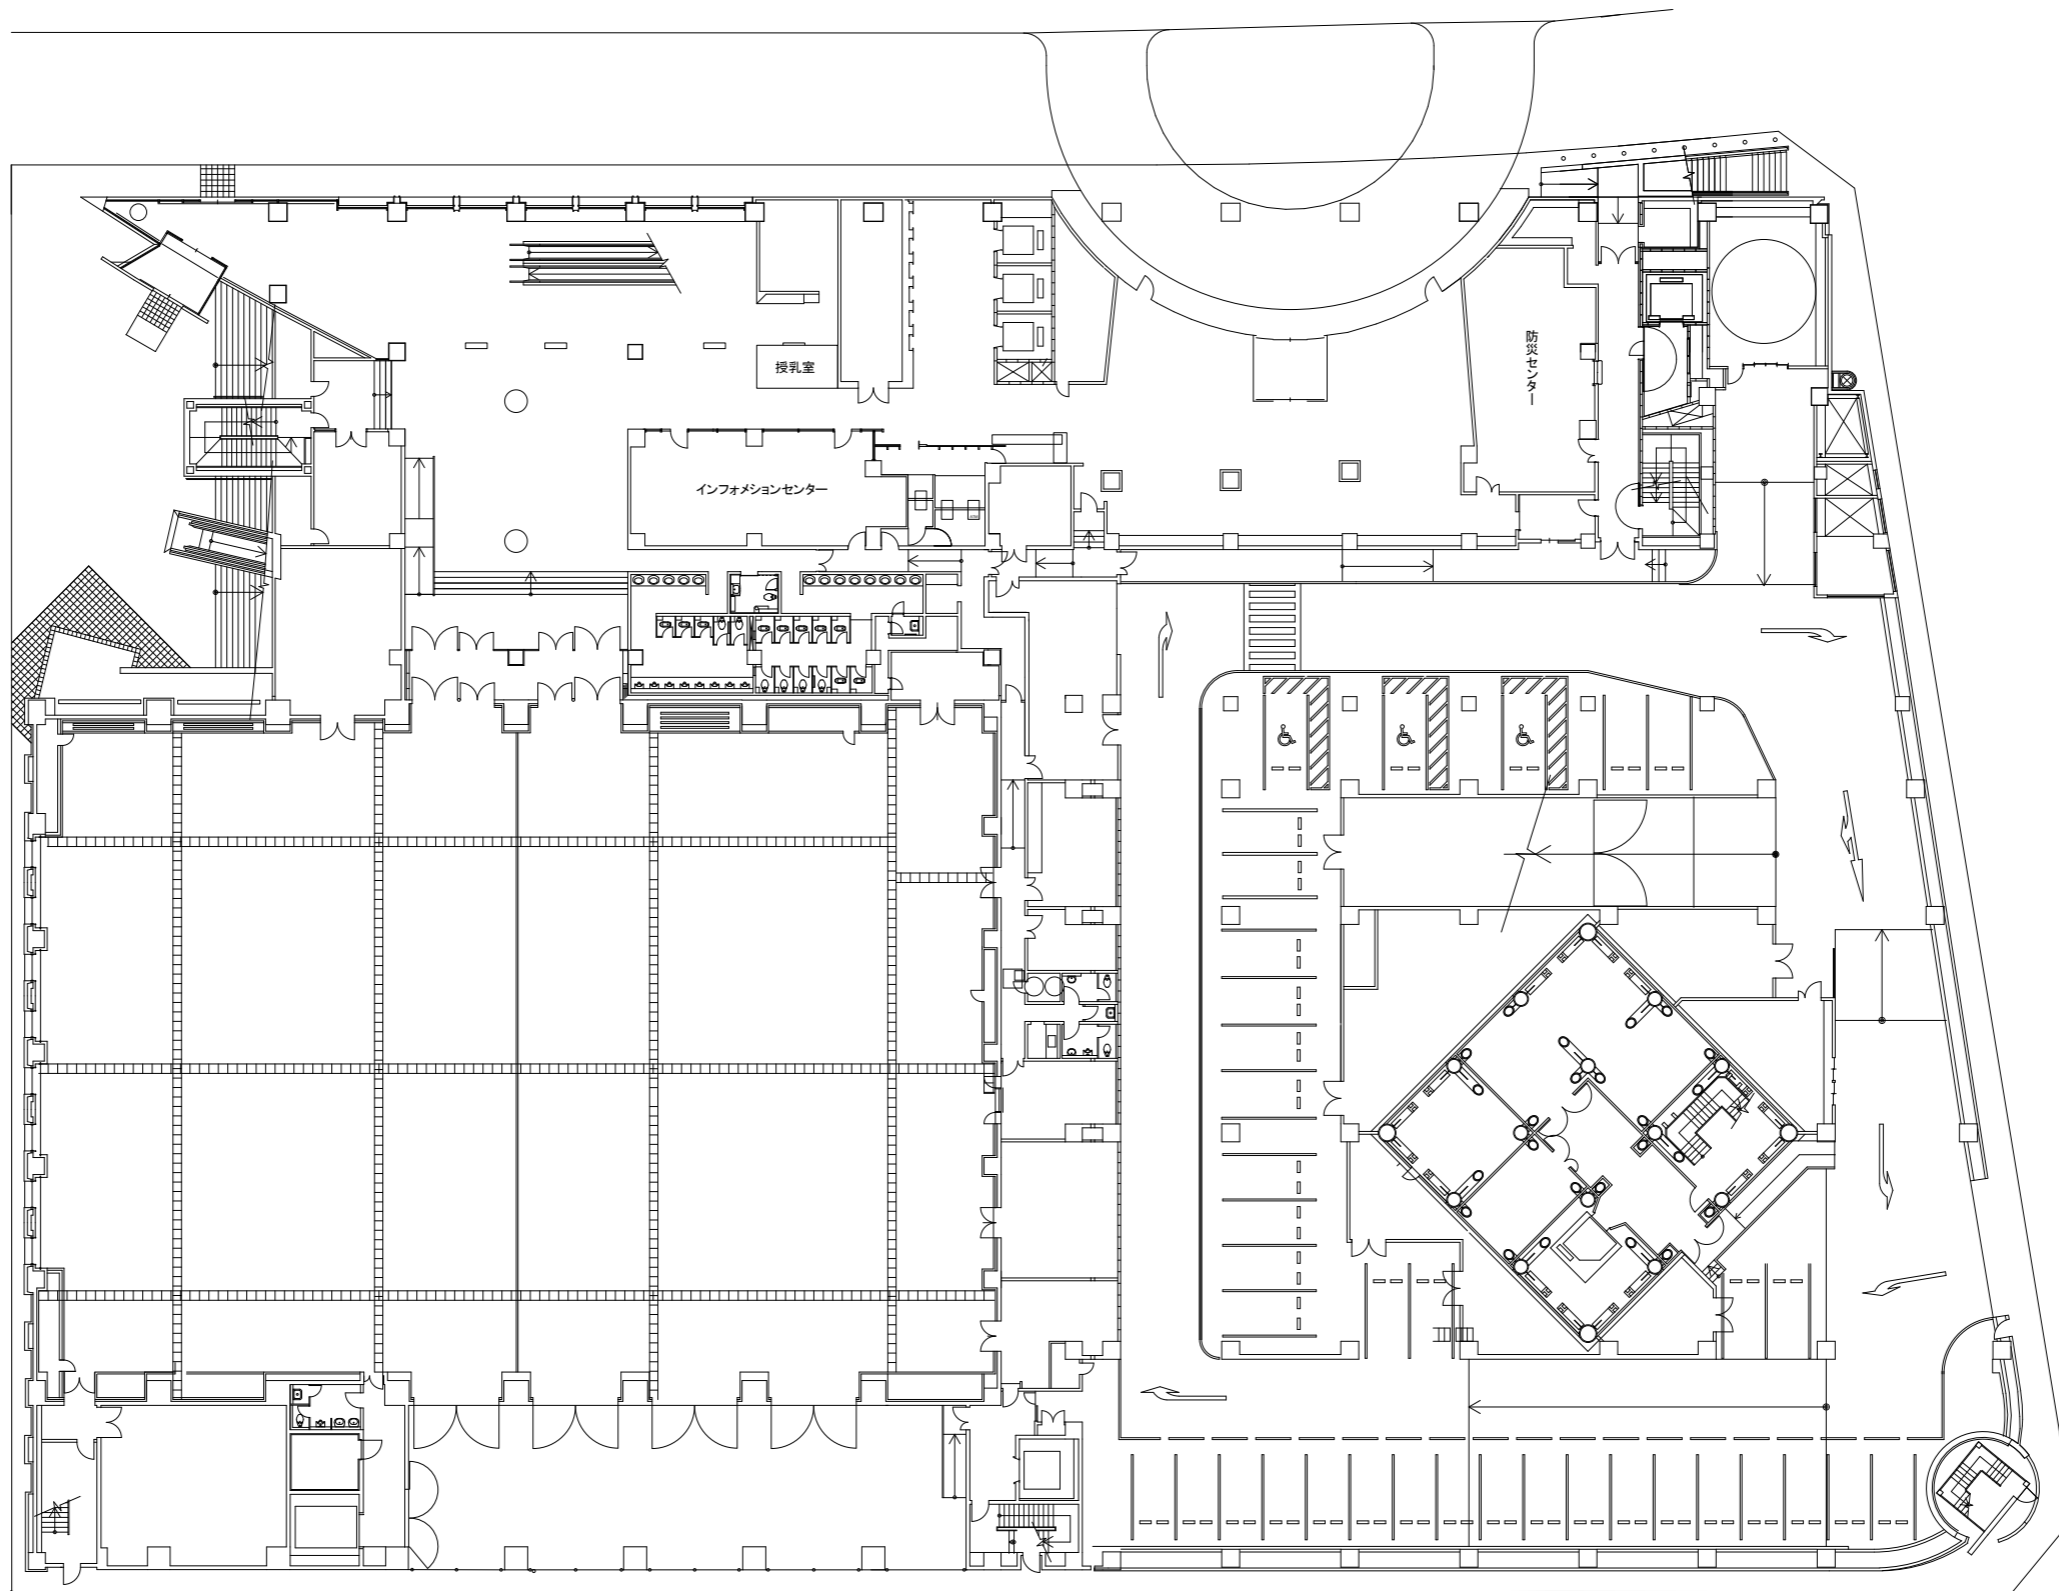 授乳室
防災センター
インフォメションセンター